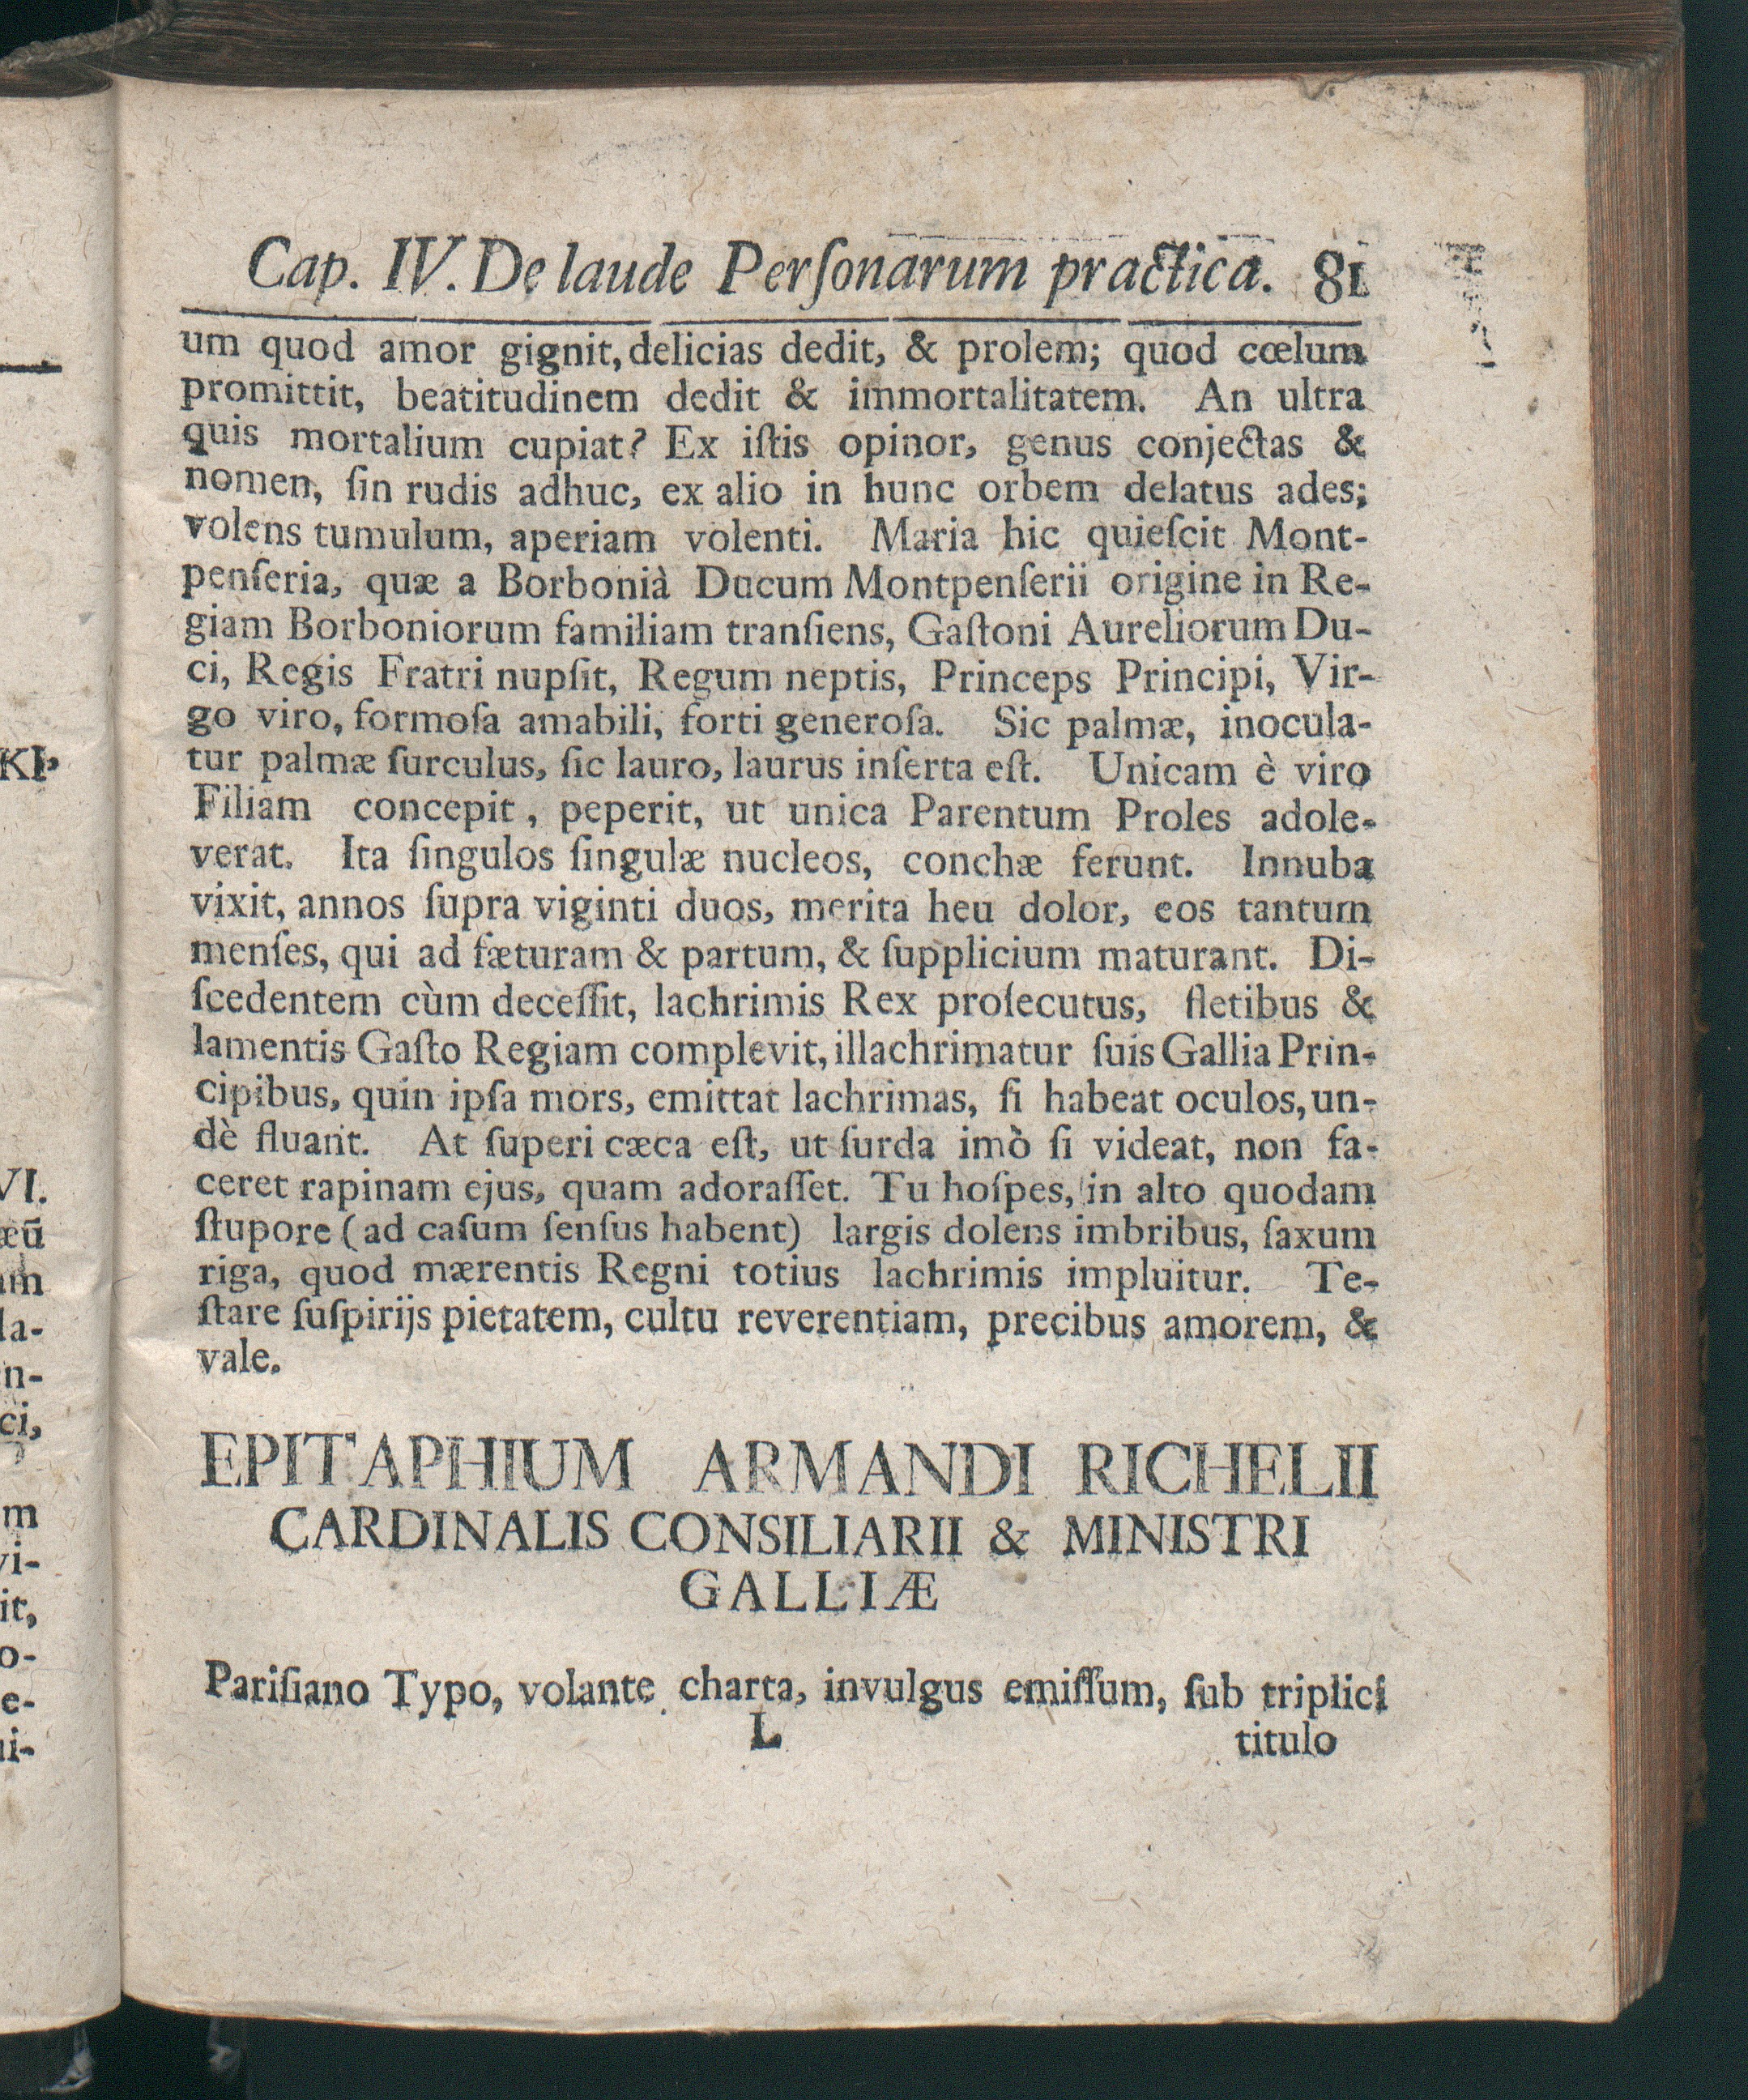 Cap. IV. De laude Perſonarum practica. 81
um quod amor gignit, delicias dedit, & prolem; quod cœlum
promittit, beatitudinem dedit & immortalitatem. An ultra
quis mortalium cupiat? Ex iſtis opinor, genus conjectas &
nomen, ſin rudis adhuc, ex alio in hunc orbem delatus ades;
volens tumulum, aperiam volenti. Maria hic quieſcit Mont-
penſeria, quæ a Borbonià Ducum Montpenſerii origine in Re-
giam Borboniorum familiam tranſiens, Gaſtoni Aureliorum Du-
ci, Regis Fratri nupſit, Regum neptis, Princeps Principi, Vir-
go viro, formoſa amabili, forti generoſa. Sic palmæ, inocula-
tur palmæ ſurculus, ſic lauro, laurus inſerta eſt. Unicam è viro
Filiam concepit, peperit, ut unica Parentum Proles adole-
verat. Ita ſingulos ſingulæ nucleos, conchæ ferunt. Innuba
vixit, annos ſupra viginti duos, merita heu dolor, eos tantum
menſes, qui ad fæturam & partum, & ſupplicium maturant. Di-
ſcedentem cùm deceſſit, lachrimis Rex proſecutus, fletibus &
lamentis Gaſto Regiam complevit, illachrimatur ſuis Gallia Prin-
cipibus, quin ipſa mors, emittat lachrimas, ſi habeat oculos, un-
dè fluant. At ſuperi cæca eſt, ut ſurda imò ſi videat, non fa-
ceret rapinam ejus, quam adoraſſet. Tu hoſpes, in alto quodam
ſtupore (ad caſum ſenſus habent) largis dolens imbribus, ſaxum
riga, quod mærentis Regni totius lachrimis impluitur. Te-
ſtare ſuſpirijs pietatem, cultu reverentiam, precibus amorem, &
vale.
EPITAPHIUM ARMANDI RICHELII
CARDINALIS CONSILIARII & MINISTRI
GALLIÆ
Pariſiano Typo, volante charta, invulgus emiſſum, ſub triplici
L titulo
KI,
VI.
æū
am
la-
n-
ci,
m
vi-
it,
o-
e-
ui-